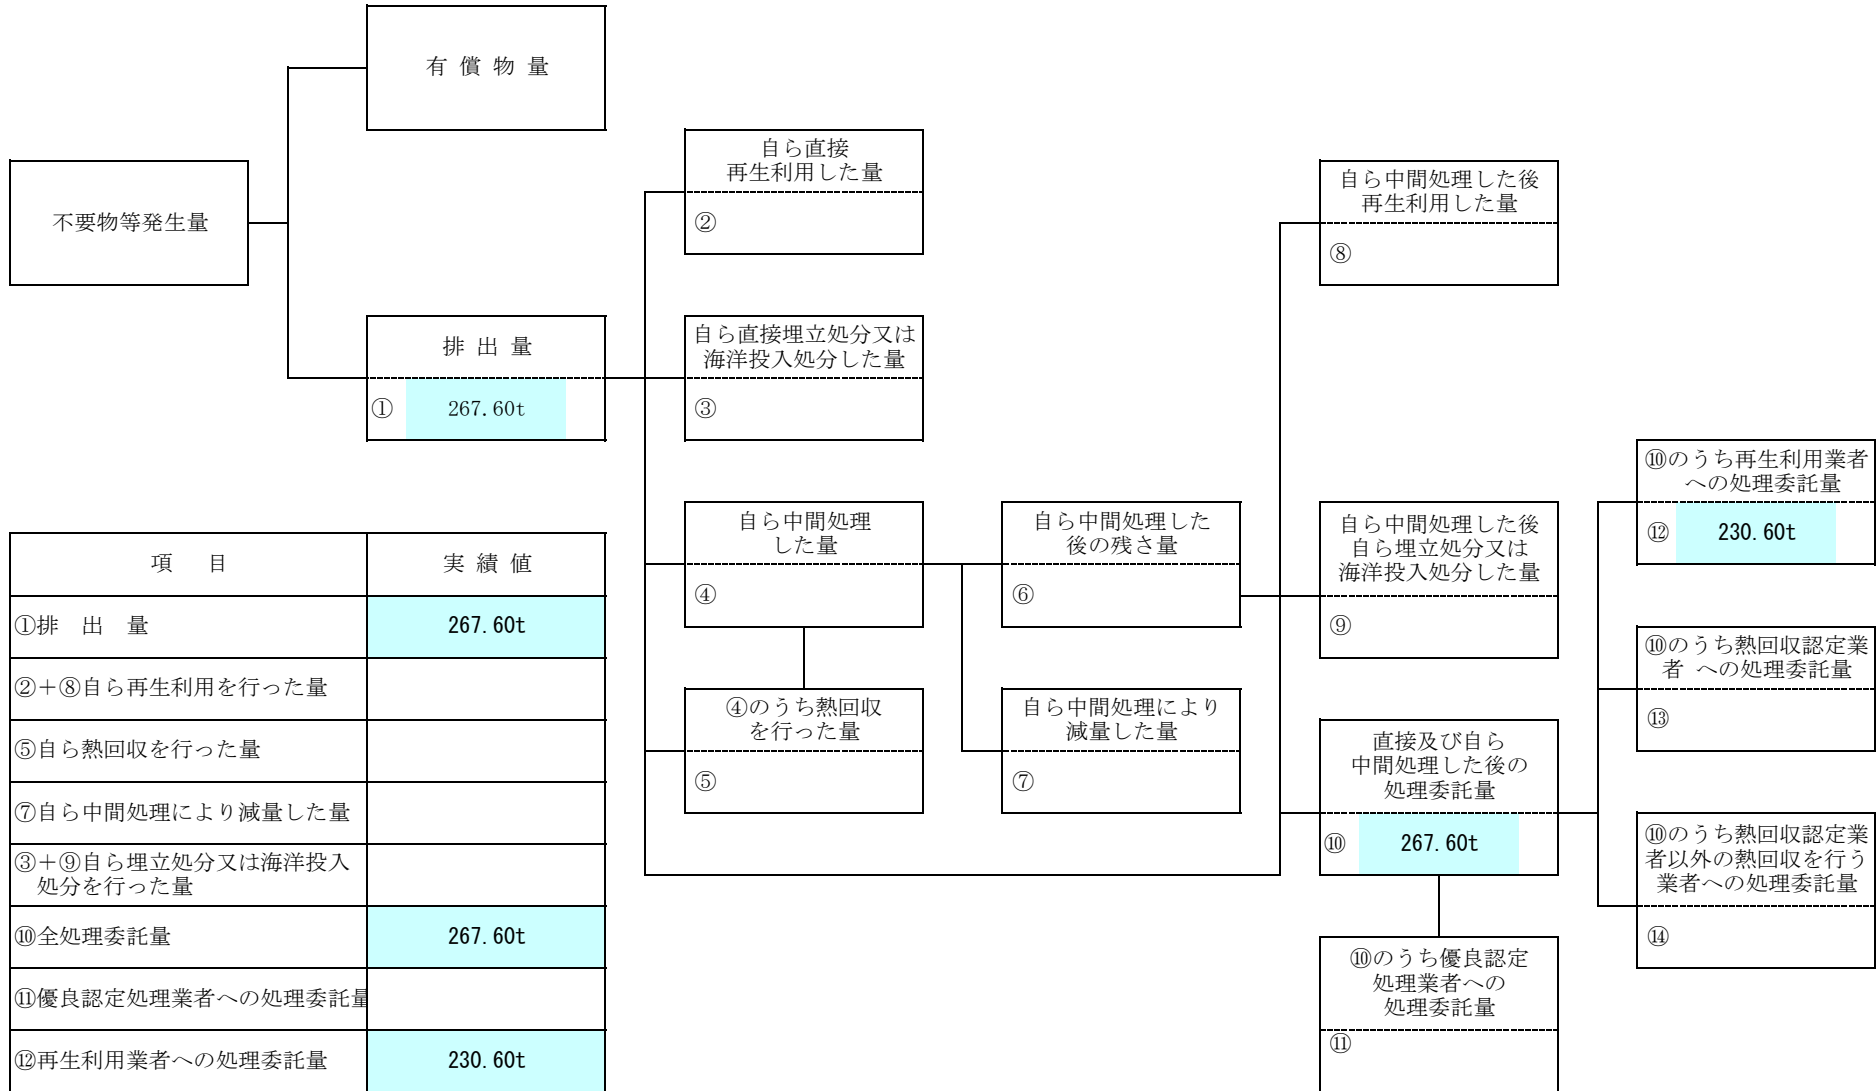 有 償 物 量
不要物等発生量
排 出 量
① 267.60t
自ら直接
再生利用した量
②
自ら直接埋立処分又は
海洋投入処分した量
③
自ら中間処理
した量
④
④のうち熱回収
を行った量
⑤
自ら中間処理した
後の残さ量
⑥
自ら中間処理により
減量した量
⑦
自ら中間処理した後
再生利用した量
⑧
自ら中間処理した後
自ら埋立処分又は
海洋投入処分した量
⑨
直接及び自ら
中間処理した後の
処理委託量
⑩ 267.60t
⑩のうち優良認定
処理業者への
処理委託量
⑪
⑩のうち再生利用業者
への処理委託量
⑫ 230.60t
⑩のうち熱回収認定業
者 への処理委託量
⑬
⑩のうち熱回収認定業
者以外の熱回収を行う
業者への処理委託量
⑭
項 目 実 績 値
①排 出 量 267.60t
②＋⑧自ら再生利用を行った量
⑤自ら熱回収を行った量
⑦自ら中間処理により減量した量
③＋⑨自ら埋立処分又は海洋投入
処分を行った量
⑩全処理委託量 267.60t
⑪優良認定処理業者への処理委託量
⑫再生利用業者への処理委託量 230.60t